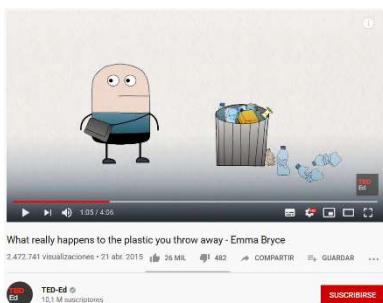 TED Ed
1:05 / 4:06
What really happens to the plastic you throw away - Emma Bryce
2.472.741 visualizaciones • 21 abr. 2015 26 MIL 482 COMPARTIR GUARDAR ...
TED Ed TED-Ed
10,1 M suscriptores
SUSCRIBIRSE